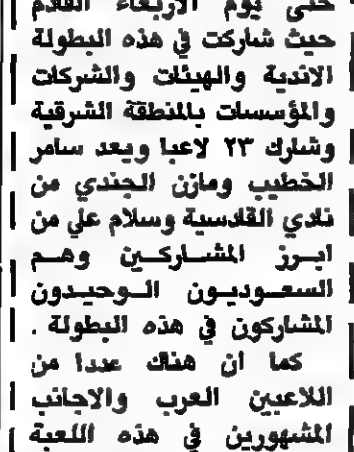 حتى يوم الاربعاء القادم
حيث شاركت في هذه البطولة
الاندية والهيئات والشركات
والمؤسسات بالمنطقة الشرقية
وشارك ٢٣ لاعبا ويعد سامر
الخطيب ومازن الجندي من
نادي القادسية وسلام علي من
ابرز المشاركين وهم
السعوديون الوحيدون
المشاركون في هذه البطولة .
كما ان هناك عددا من
اللاعبين العرب والاجانب
المشهورين في هذه اللعبة